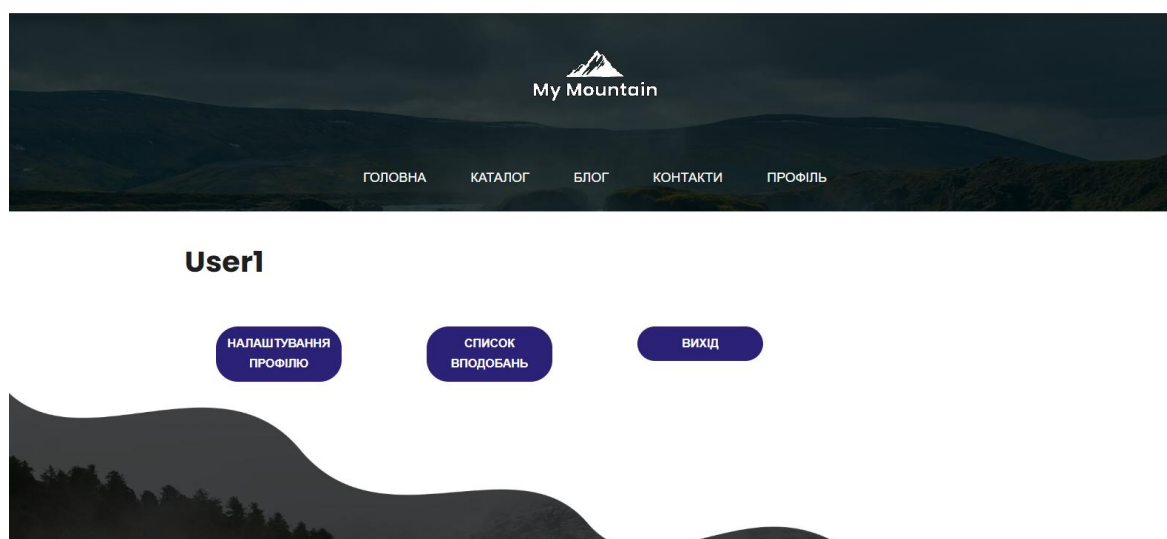 My Mountain
ГОЛОВНА КАТАЛОГ БЛОГ КОНТАКТИ ПРОФІЛЬ
User1
НАЛАШТУВАННЯ
ПРОФІЛЮ
СПИСОК
ВПОДОБАНЬ
ВИХІД